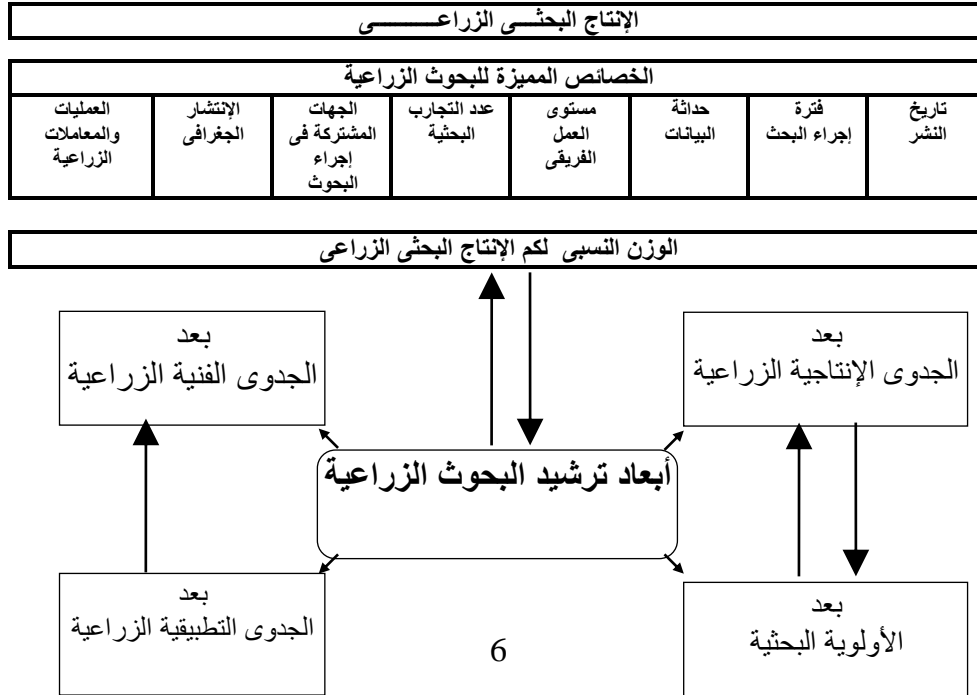 الإنتاج البحثـــى الزراعـــــــــــى
الخصائص المميزة للبحوث الزراعية
تاريخ
النشر
فترة
إجراء البحث
حداثة
البيانات
مستوى
العمل
الفريقى
عدد التجارب
البحثية
الجهات
المشتركة فى
إجراء
البحوث
الإنتشار
الجغرافى
العمليات
والمعاملات
الزراعية
الوزن النسبى لكم الإنتاج البحثى الزراعى
بعد
الجدوى الإنتاجية الزراعية
بعد
الجدوى الفنية الزراعية
أبعاد ترشيد البحوث الزراعية
بعد
الأولوية البحثية
بعد
الجدوى التطبيقية الزراعية
6